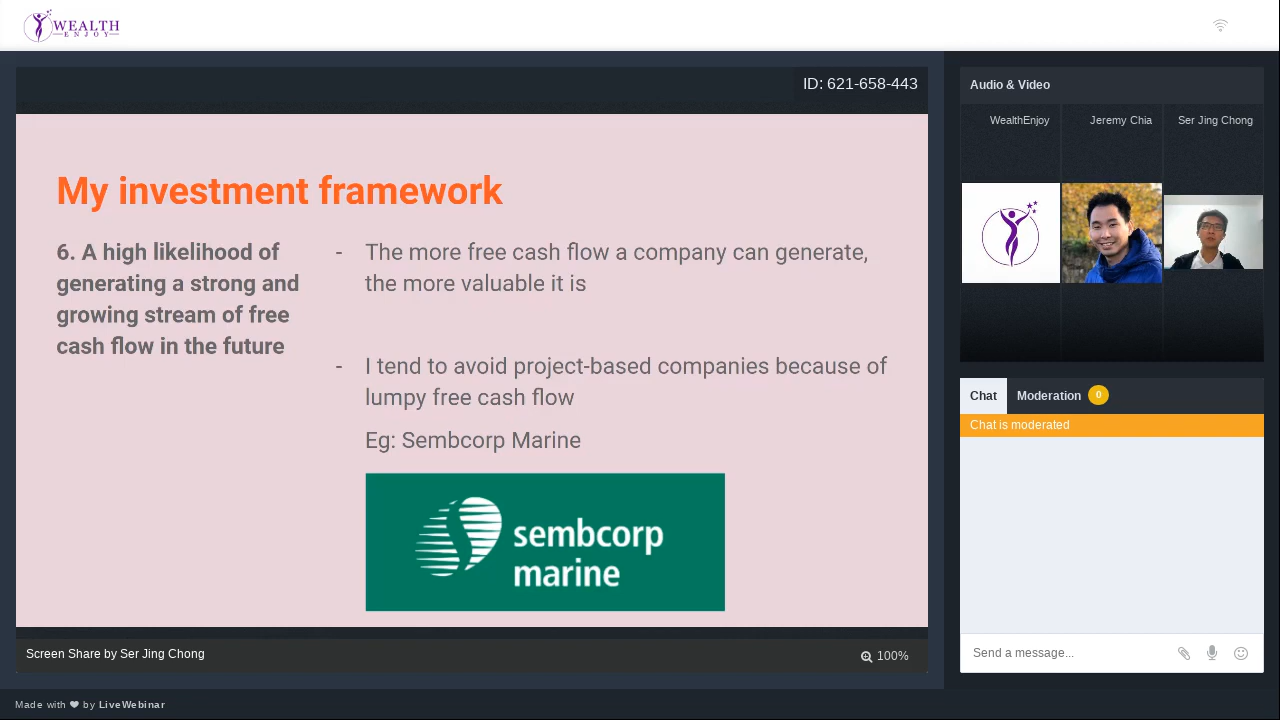 WEALTH
ENJOY
ID: 621-658-443
My investment framework
6. A high likelihood of
generating a strong and
growing stream of free
cash flow in the future
- The more free cash flow a company can generate,
the more valuable it is
- I tend to avoid project-based companies because of
lumpy free cash flow
Eg: Sembcorp Marine
sembcorp
marine
Screen Share by Ser Jing Chong
100%
Audio & Video
WealthEnjoy
Jeremy Chia
Ser Jing Chong
Chat
Moderation 0
Chat is moderated
Send a message...
Made with ❤ by LiveWebinar